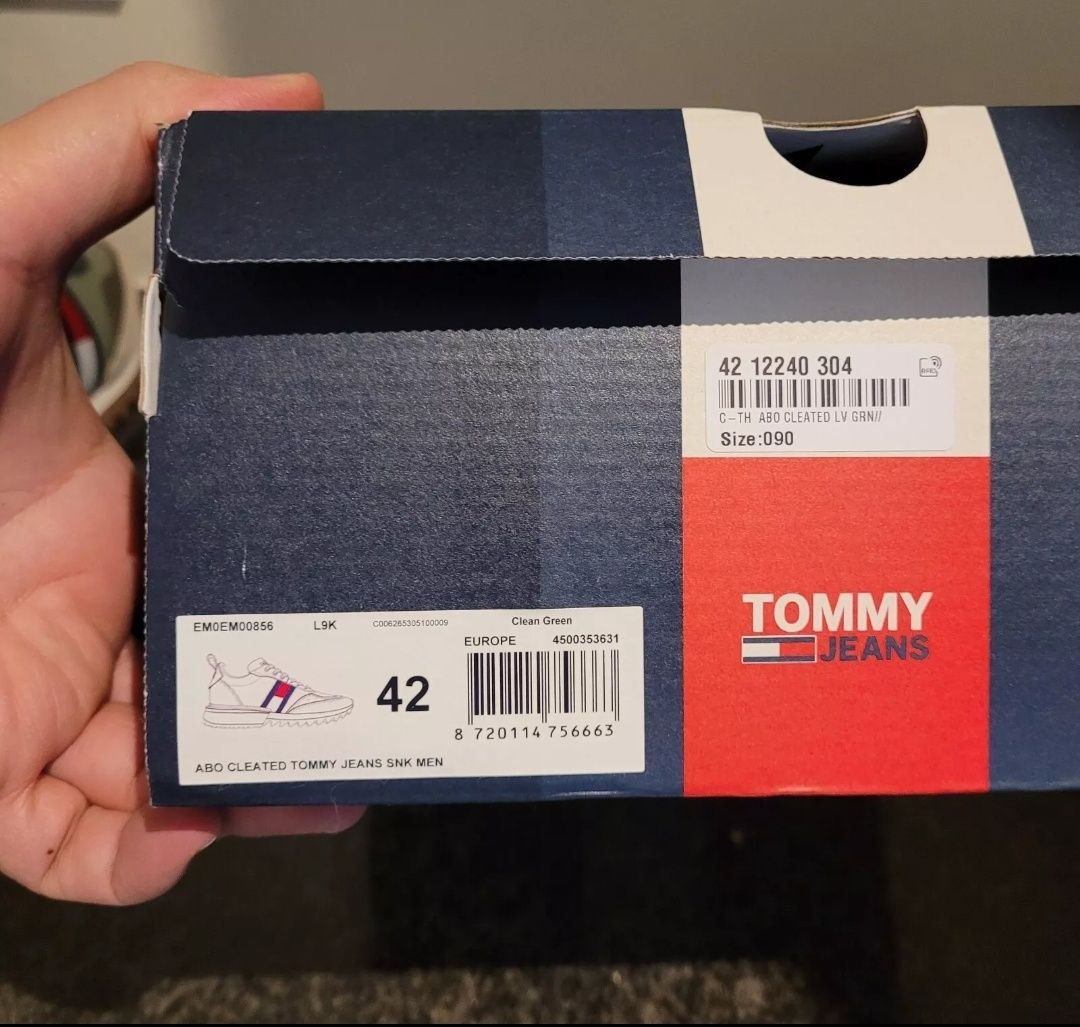 42 12240 304
RFID
C-TH ABO CLEATED LV GRN//
Size:090
TOMMY
JEANS
EM0EM00856 L9K C006265305100009 Clean Green
EUROPE 4500353631
42
8 720114 756663
ABO CLEATED TOMMY JEANS SNK MEN